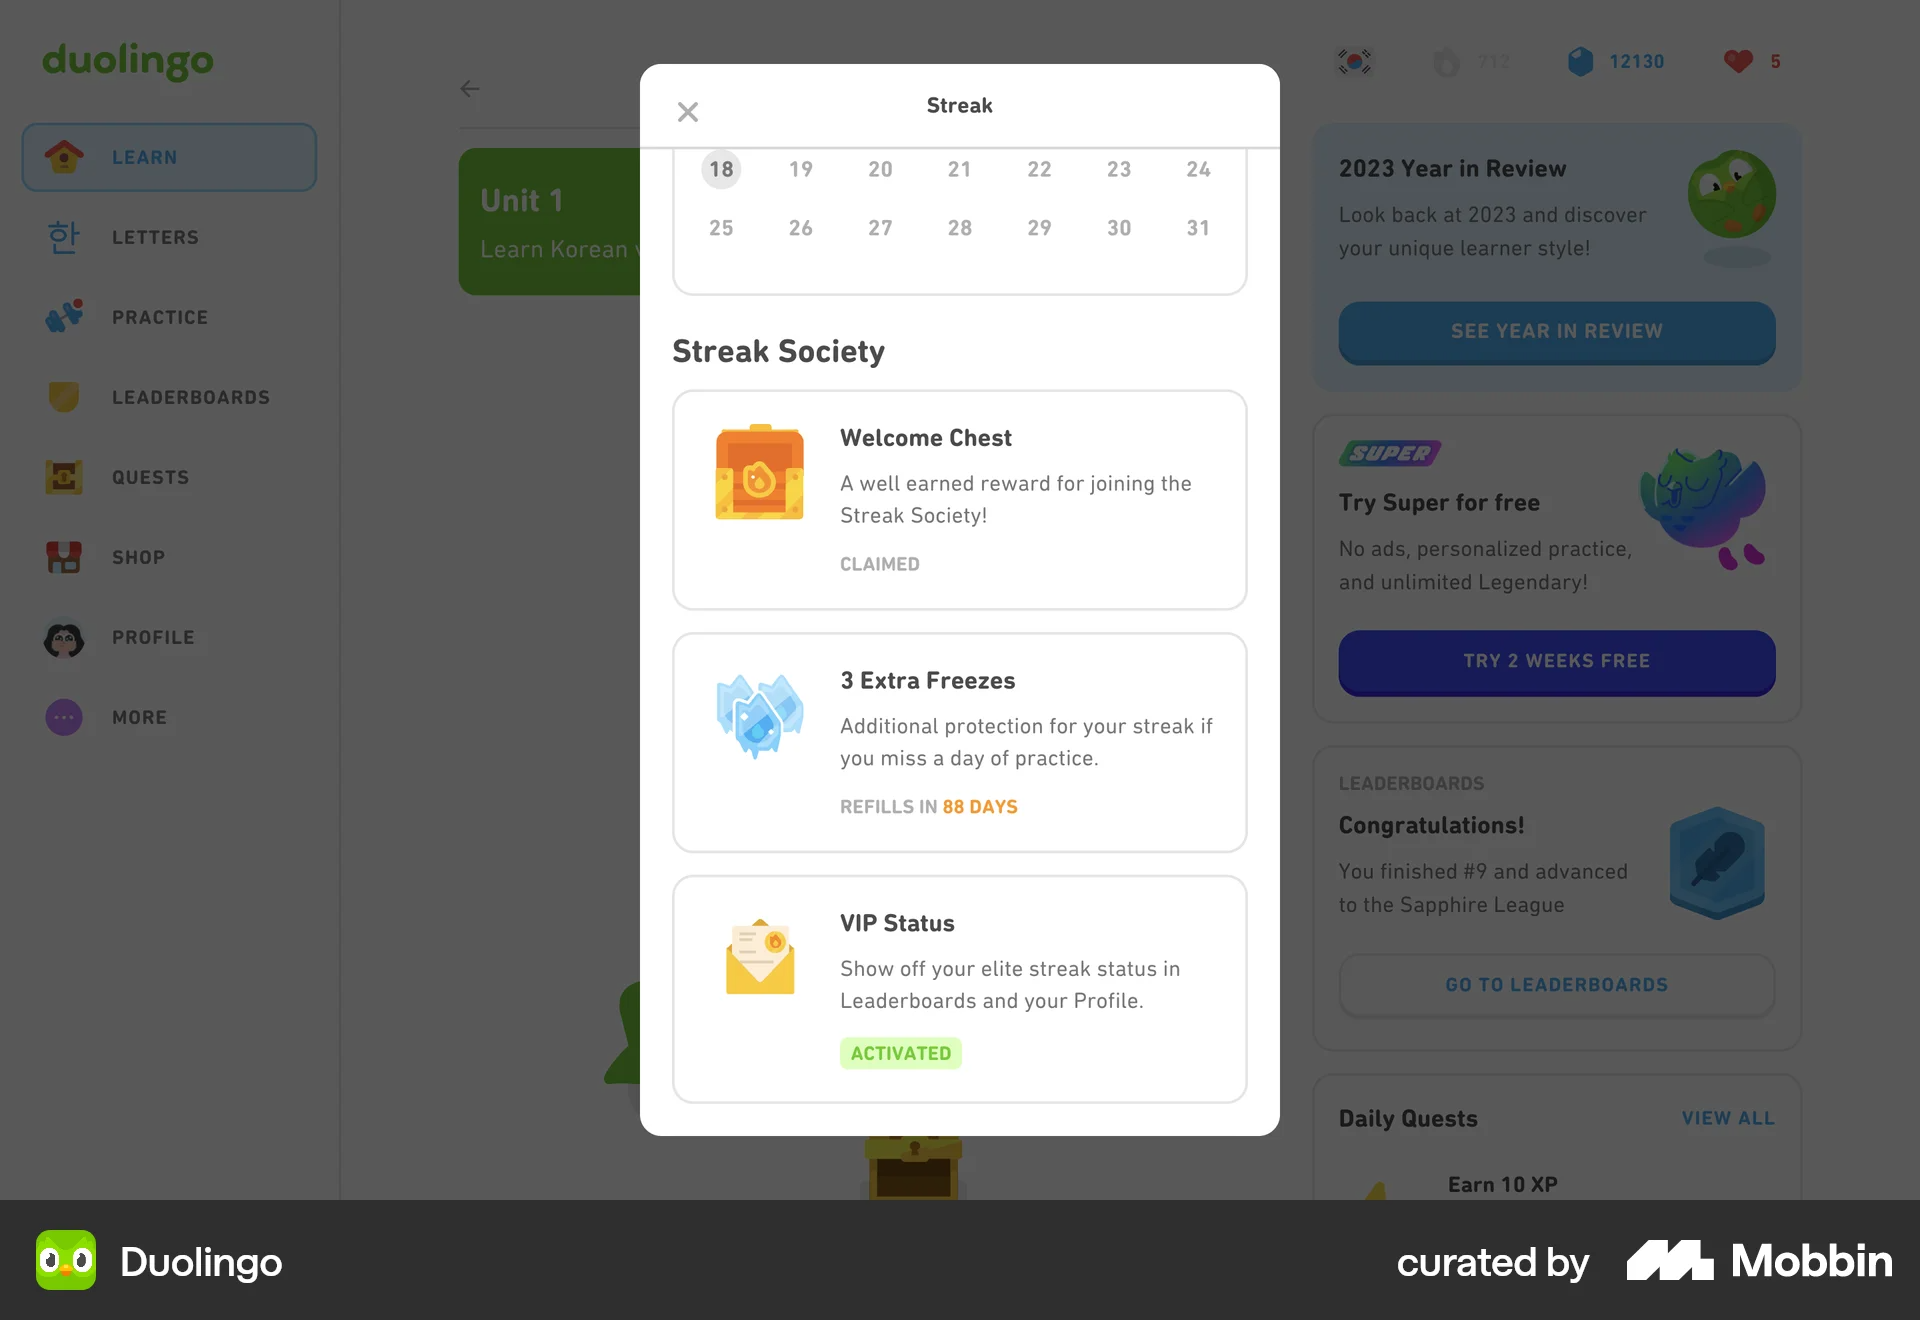 duolingo
LEARN
LETTERS
PRACTICE
LEADERBOARDS
QUESTS
SHOP
PROFILE
MORE
한
Unit 1
Learn Korean
Streak
18 19 20 21 22 23 24
25 26 27 28 29 30 31
Streak Society
Welcome Chest
A well earned reward for joining the
Streak Society!
CLAIMED
3 Extra Freezes
Additional protection for your streak if
you miss a day of practice.
REFILLS IN 88 DAYS
VIP Status
Show off your elite streak status in
Leaderboards and your Profile.
ACTIVATED
712 12130 5
2023 Year in Review
Look back at 2023 and discover
your unique learner style!
SEE YEAR IN REVIEW
SUPER
Try Super for free
No ads, personalized practice,
and unlimited Legendary!
TRY 2 WEEKS FREE
LEADERBOARDS
Congratulations!
You finished #9 and advanced
to the Sapphire League
GO TO LEADERBOARDS
Daily Quests VIEW ALL
Earn 10 XP
Duolingo
curated by Mobbin